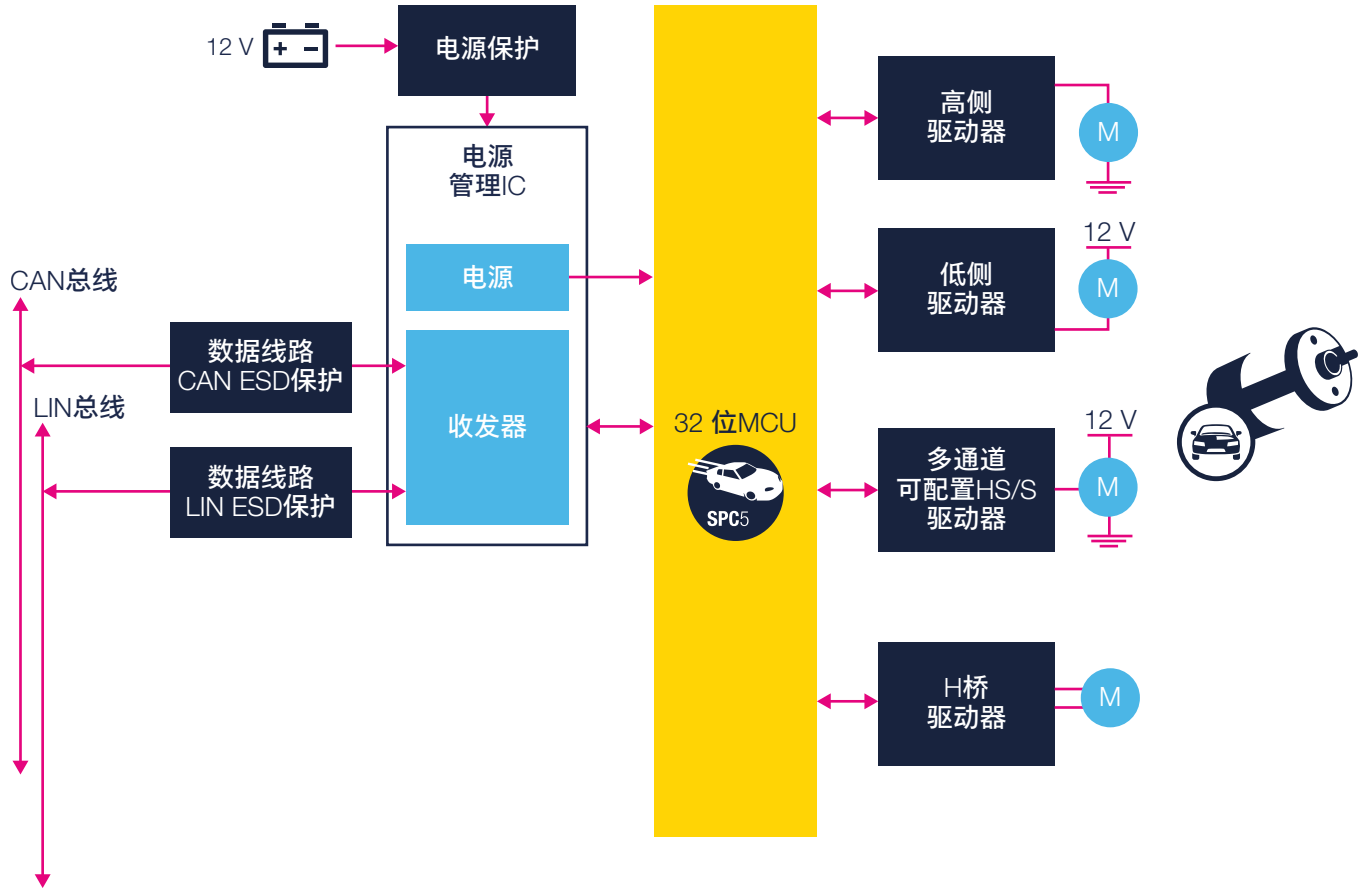 12 V
+ −
电源保护
电源
管理IC
电源
收发器
CAN总线
数据线路
CAN ESD保护
LIN总线
数据线路
LIN ESD保护
32 位MCU
SPC5
高侧
驱动器
M
低侧
驱动器
12 V
M
多通道
可配置HS/S
驱动器
12 V
M
H桥
驱动器
M